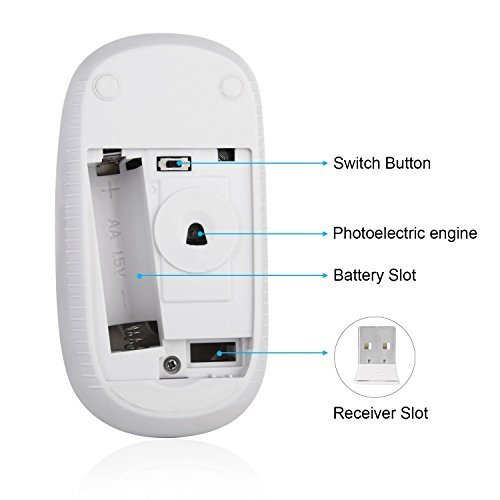 Switch Button
Photoelectric engine
+
AA 1.5V
Battery Slot
Receiver Slot